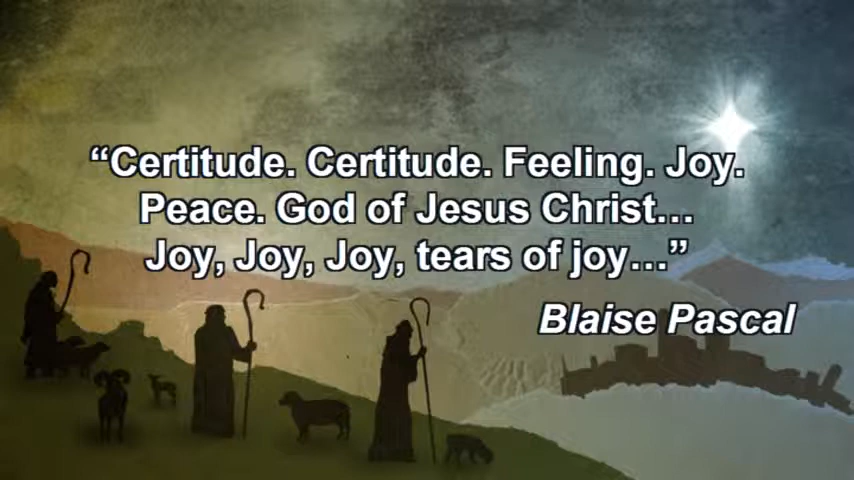 “Certitude. Certitude. Feeling. Joy.
Peace. God of Jesus Christ…
Joy, Joy, Joy, tears of joy…”
Blaise Pascal